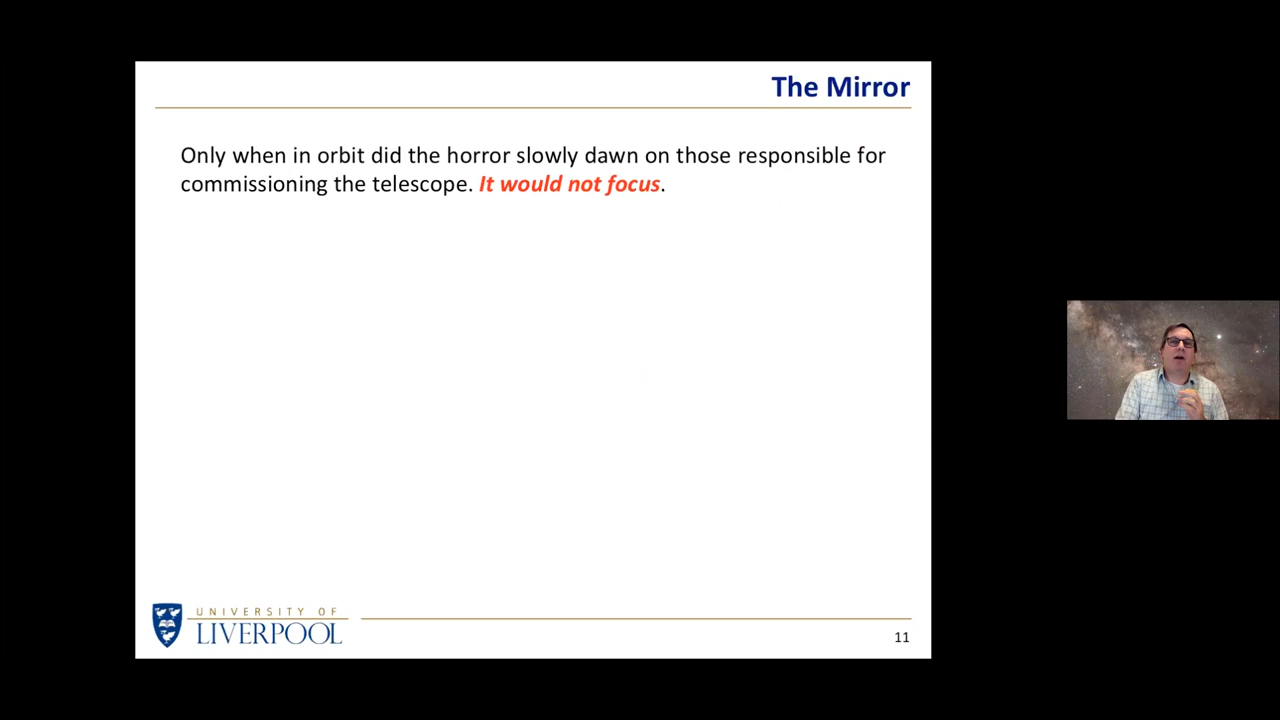 The Mirror
Only when in orbit did the horror slowly dawn on those responsible for
commissioning the telescope. It would not focus.
UNIVERSITY OF
LIVERPOOL
11